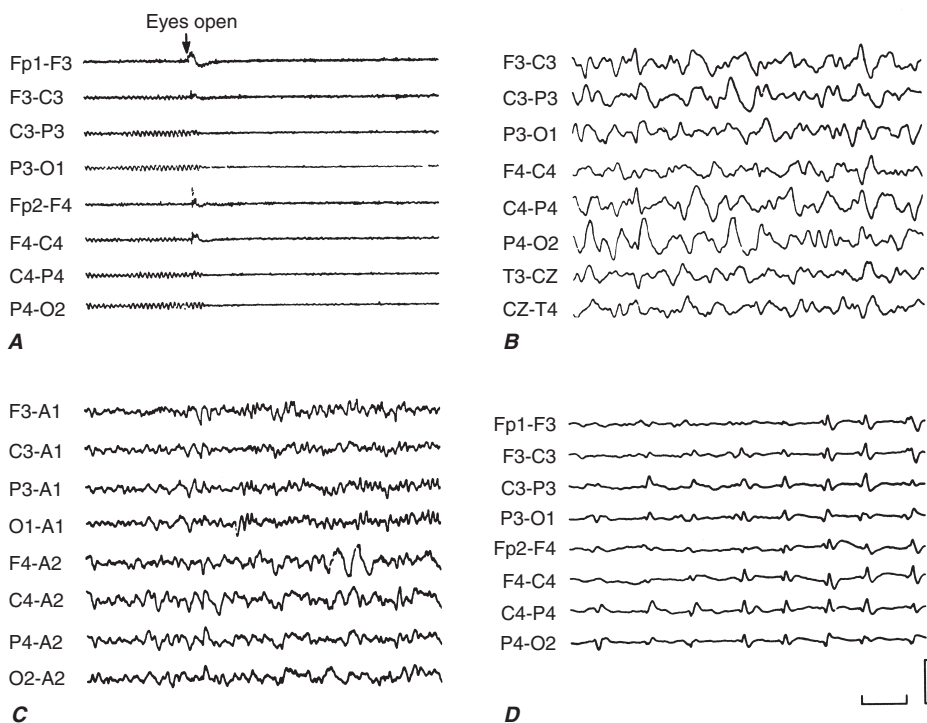 Eyes open
Fp1-F3
F3-C3
C3-P3
P3-O1
Fp2-F4
F4-C4
C4-P4
P4-O2
A
F3-C3
C3-P3
P3-O1
F4-C4
C4-P4
P4-O2
T3-CZ
CZ-T4
B
F3-A1
C3-A1
P3-A1
O1-A1
F4-A2
C4-A2
P4-A2
O2-A2
C
Fp1-F3
F3-C3
C3-P3
P3-O1
Fp2-F4
F4-C4
C4-P4
P4-O2
D